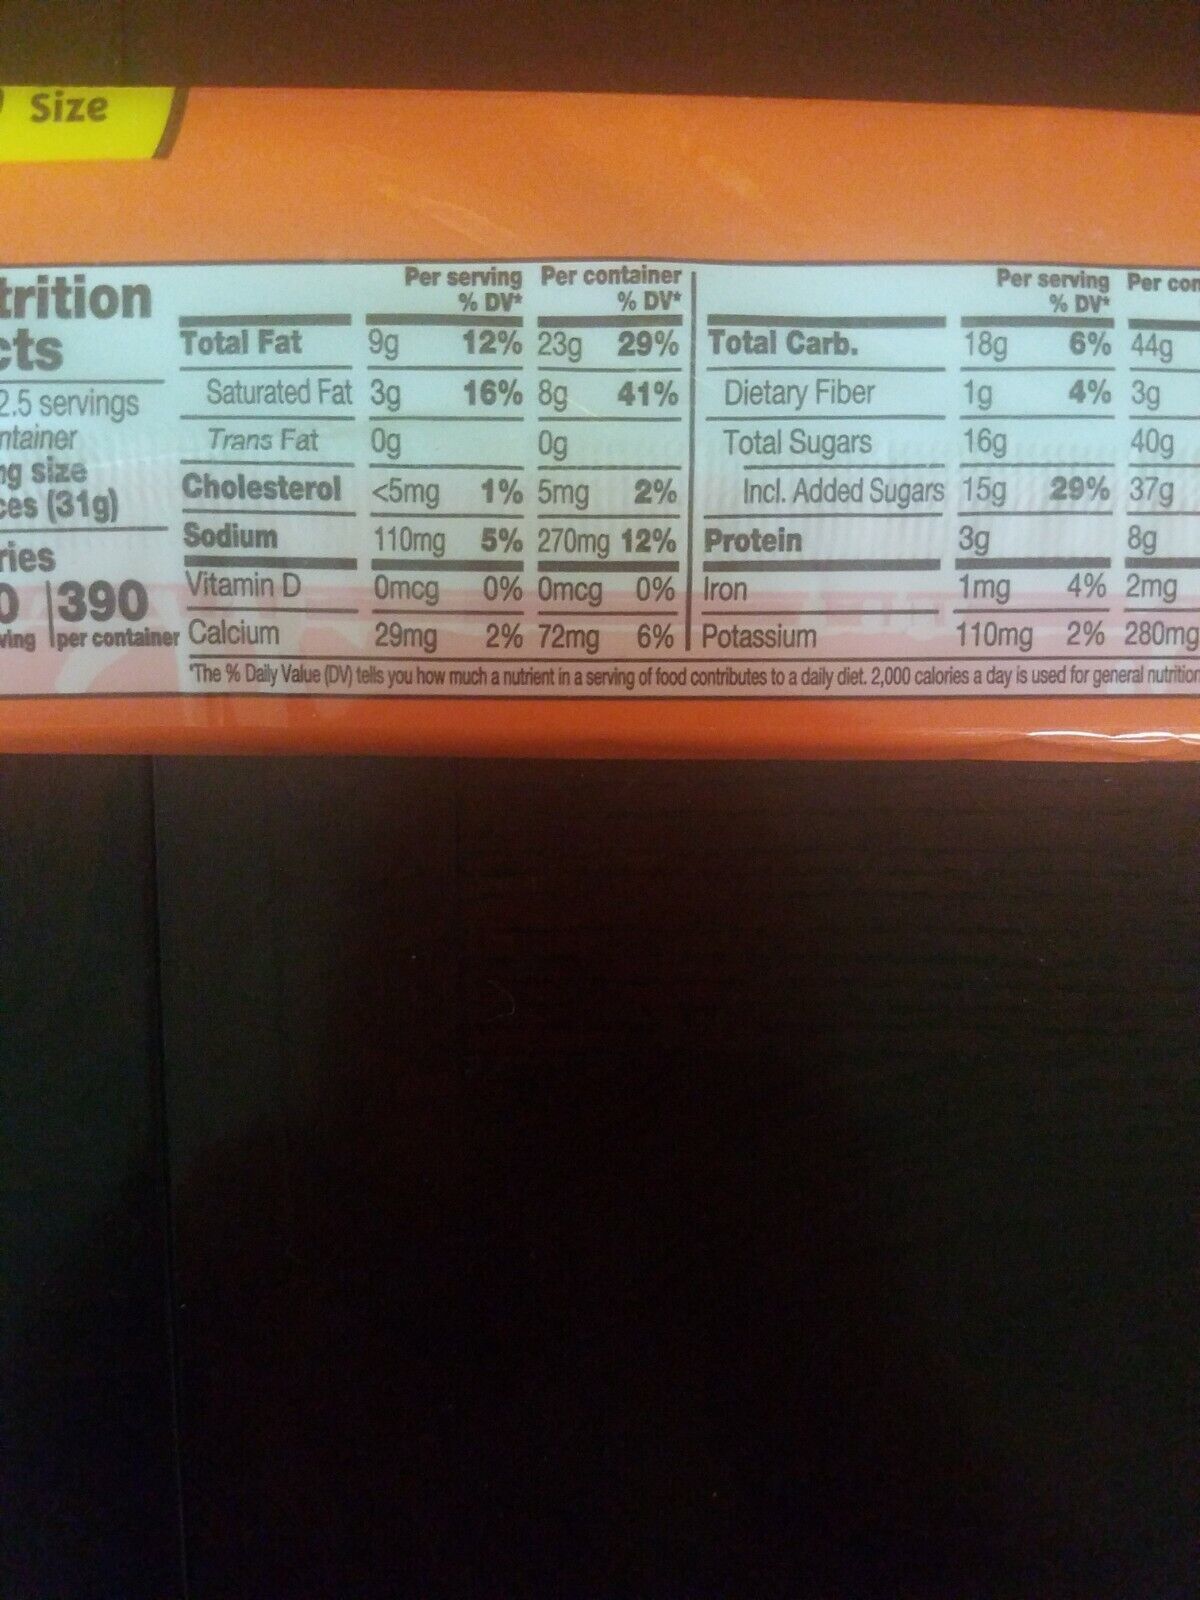 Size
trition
cts
2.5 servings
ntainer
ng size
ces (31g)
ries
0 390
ving per container
Per serving Per container
% DV* % DV*
Total Fat 9g 12% 23g 29%
Saturated Fat 3g 16% 8g 41%
Trans Fat 0g 0g
Cholesterol <5mg 1% 5mg 2%
Sodium 110mg 5% 270mg 12%
Vitamin D 0mcg 0% 0mcg 0%
Calcium 29mg 2% 72mg 6%
Per serving Per con
% DV*
Total Carb. 18g 6% 44g
Dietary Fiber 1g 4% 3g
Total Sugars 16g 40g
Incl. Added Sugars 15g 29% 37g
Protein 3g 8g
Iron 1mg 4% 2mg
Potassium 110mg 2% 280mg
*The % Daily Value (DV) tells you how much a nutrient in a serving of food contributes to a daily diet. 2,000 calories a day is used for general nutrition